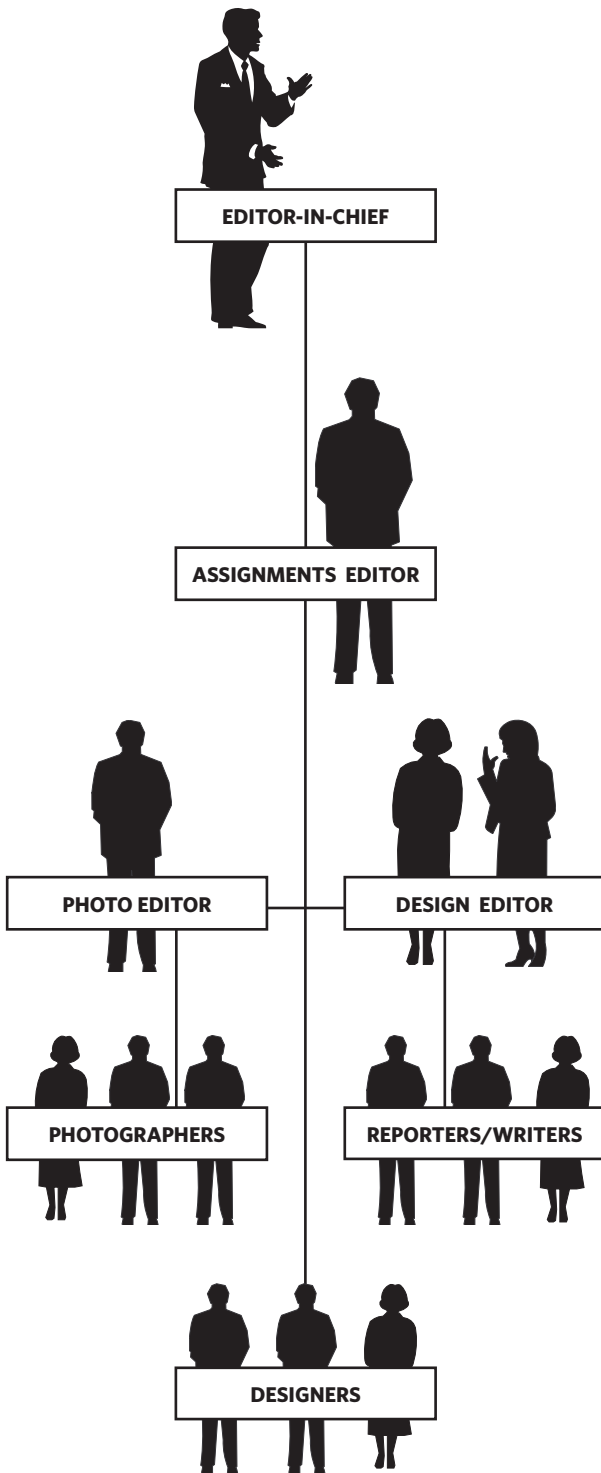 EDITOR-IN-CHIEF
ASSIGNMENTS EDITOR
PHOTO EDITOR
DESIGN EDITOR
PHOTOGRAPHERS
REPORTERS/WRITERS
DESIGNERS